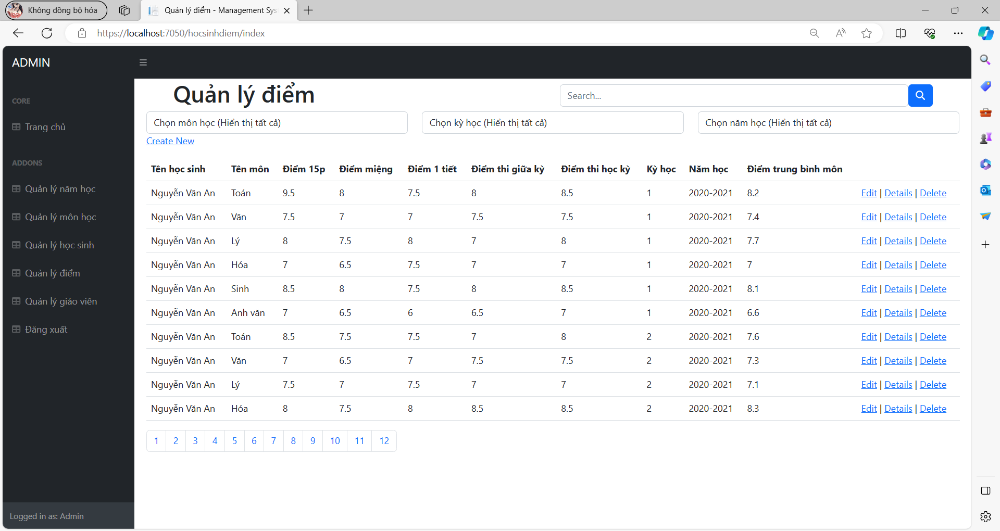 Không đồng bộ hóa
Quản lý điểm - Management Sys
https://localhost:7050/hocsinhdiem/index
ADMIN
CORE
Trang chủ
ADDONS
Quản lý năm học
Quản lý môn học
Quản lý học sinh
Quản lý điểm
Quản lý giáo viên
Đăng xuất
Logged in as: Admin
Quản lý điểm
Search...
Chọn môn học (Hiển thị tất cả) Chọn kỳ học (Hiển thị tất cả) Chọn năm học (Hiển thị tất cả)
Create New
Tên học sinh Tên môn Điểm 15p Điểm miệng Điểm 1 tiết Điểm thi giữa kỳ Điểm thi học kỳ Kỳ học Năm học Điểm trung bình môn
Nguyễn Văn An Toán 9.5 8 7.5 8 8.5 1 2020-2021 8.2 Edit | Details | Delete
Nguyễn Văn An Văn 7.5 7 7 7.5 7.5 1 2020-2021 7.4 Edit | Details | Delete
Nguyễn Văn An Lý 8 7.5 8 7 8 1 2020-2021 7.7 Edit | Details | Delete
Nguyễn Văn An Hóa 7 6.5 7.5 7 7 1 2020-2021 7 Edit | Details | Delete
Nguyễn Văn An Sinh 8.5 8 7.5 8 8.5 1 2020-2021 8.1 Edit | Details | Delete
Nguyễn Văn An Anh văn 7 6.5 6 6.5 7 1 2020-2021 6.6 Edit | Details | Delete
Nguyễn Văn An Toán 8.5 7.5 7.5 7 8 2 2020-2021 7.6 Edit | Details | Delete
Nguyễn Văn An Văn 7 6.5 7 7.5 7.5 2 2020-2021 7.3 Edit | Details | Delete
Nguyễn Văn An Lý 7.5 7 7.5 7 7 2 2020-2021 7.1 Edit | Details | Delete
Nguyễn Văn An Hóa 8 7.5 8 8.5 8.5 2 2020-2021 8.3 Edit | Details | Delete
1 2 3 4 5 6 7 8 9 10 11 12